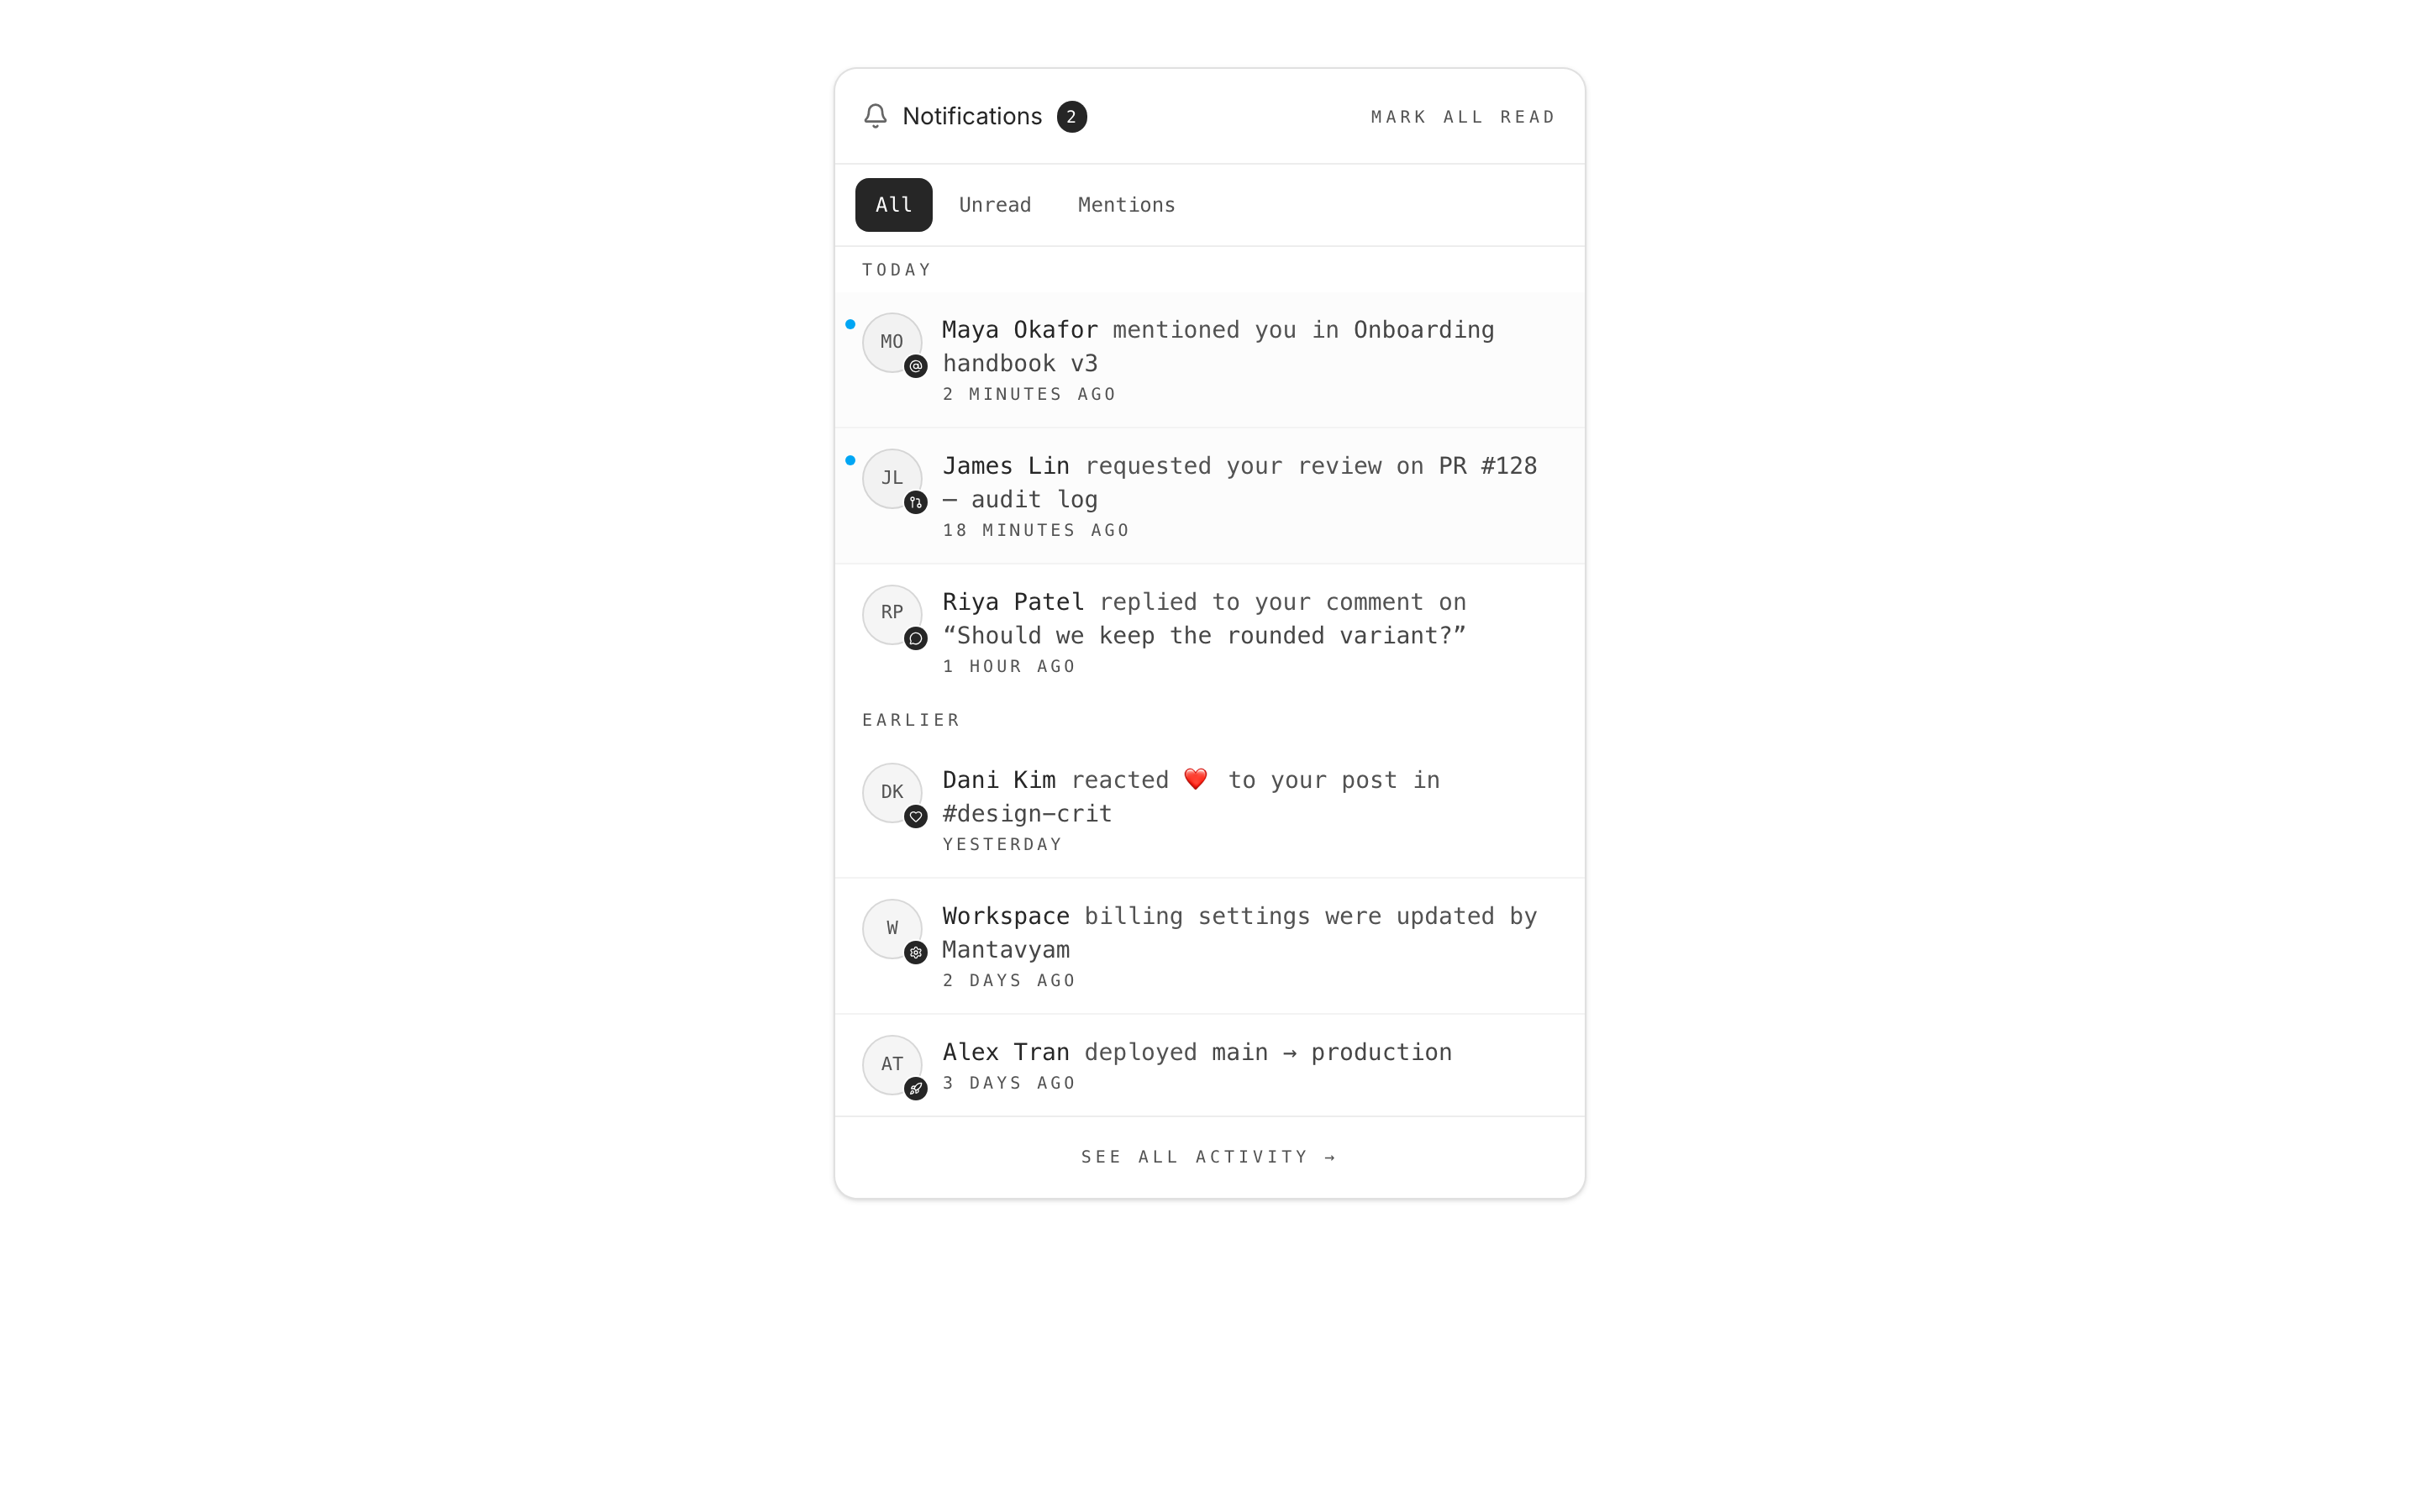 Notifications 2 MARK ALL READ
All Unread Mentions
TODAY
MO
Maya Okafor mentioned you in Onboarding
handbook v3
2 MINUTES AGO
JL
James Lin requested your review on PR #128
— audit log
18 MINUTES AGO
RP
Riya Patel replied to your comment on
“Should we keep the rounded variant?”
1 HOUR AGO
EARLIER
DK
Dani Kim reacted ❤️ to your post in
#design-crit
YESTERDAY
W
Workspace billing settings were updated by
Mantavyam
2 DAYS AGO
AT
Alex Tran deployed main → production
3 DAYS AGO
SEE ALL ACTIVITY →